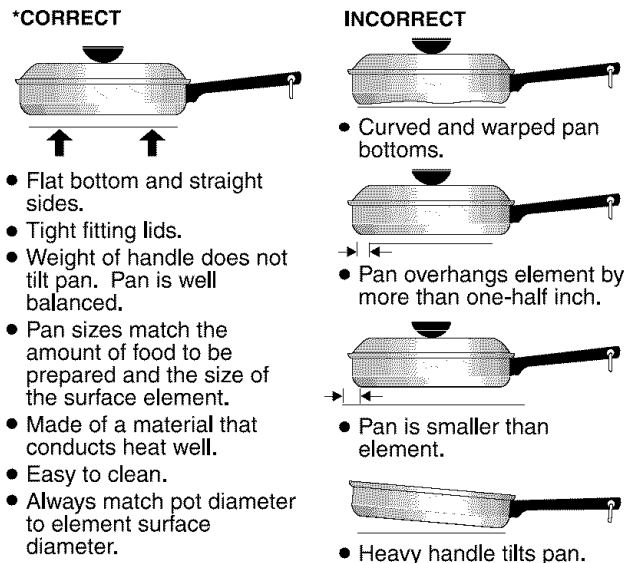 *CORRECT
● Flat bottom and straight
sides.
● Tight fitting lids.
● Weight of handle does not
tilt pan. Pan is well
balanced.
● Pan sizes match the
amount of food to be
prepared and the size of
the surface element.
● Made of a material that
conducts heat well.
● Easy to clean.
● Always match pot diameter
to element surface
diameter.
INCORRECT
● Curved and warped pan
bottoms.
● Pan overhangs element by
more than one-half inch.
● Pan is smaller than
element.
● Heavy handle tilts pan.